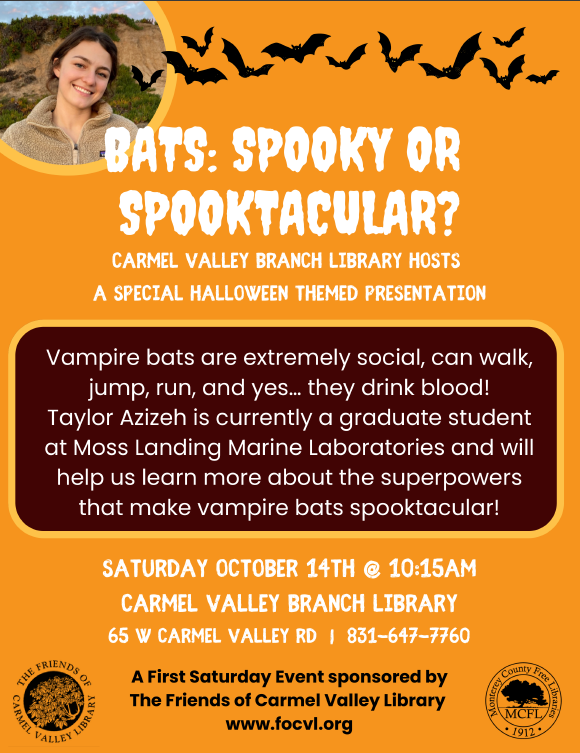 BATS: SPOOKY OR
SPOOKTACULAR?
CARMEL VALLEY BRANCH LIBRARY HOSTS
A SPECIAL HALLOWEEN THEMED PRESENTATION
Vampire bats are extremely social, can walk,
jump, run, and yes... they drink blood!
Taylor Azizeh is currently a graduate student
at Moss Landing Marine Laboratories and will
help us learn more about the superpowers
that make vampire bats spooktacular!
SATURDAY OCTOBER 14TH @ 10:15AM
CARMEL VALLEY BRANCH LIBRARY
65 W CARMEL VALLEY RD | 831-647-7760
A First Saturday Event sponsored by
The Friends of Carmel Valley Library
www.focvl.org
THE FRIENDS OF
CARMEL VALLEY LIBRARY
Monterey County Free Libraries
MCFL
• 1912 •